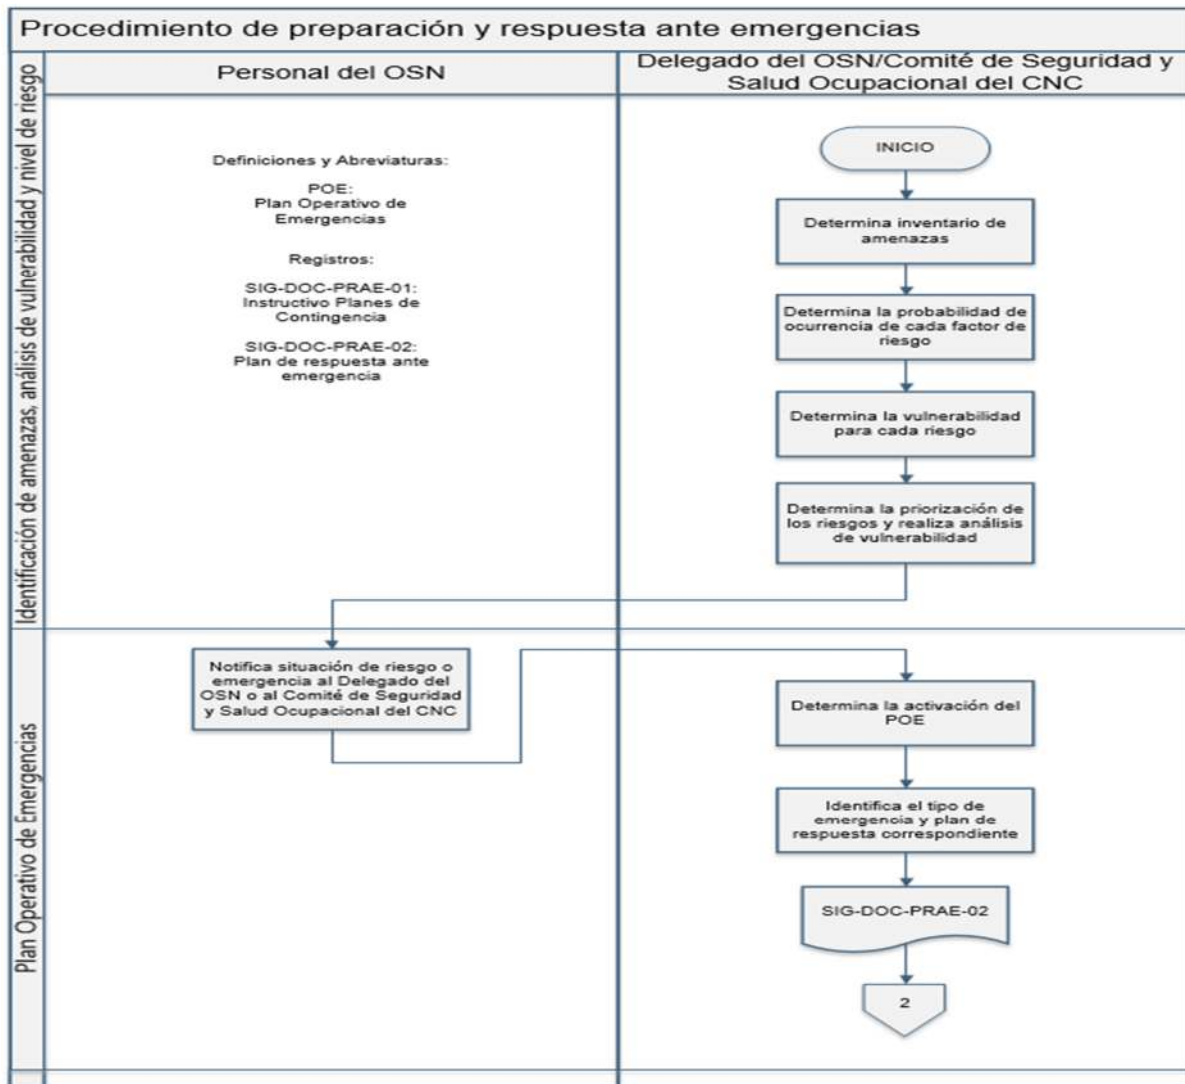 Procedimiento de preparación y respuesta ante emergencias
Personal del OSN
Delegado del OSN/Comité de Seguridad y
Salud Ocupacional del CNC
Identificación de amenazas, análisis de vulnerabilidad y nivel de riesgo
Definiciones y Abreviaturas:
POE:
Plan Operativo de
Emergencias
Registros:
SIG-DOC-PRAE-01:
Instructivo Planes de
Contingencia
SIG-DOC-PRAE-02:
Plan de respuesta ante
emergencia
INICIO
Determina inventario de
amenazas
Determina la probabilidad de
ocurrencia de cada factor de
riesgo
Determina la vulnerabilidad
para cada riesgo
Determina la priorización de
los riesgos y realiza análisis
de vulnerabilidad
Plan Operativo de Emergencias
Notifica situación de riesgo o
emergencia al Delegado del
OSN o al Comité de Seguridad
y Salud Ocupacional del CNC
Determina la activación del
POE
Identifica el tipo de
emergencia y plan de
respuesta correspondiente
SIG-DOC-PRAE-02
2